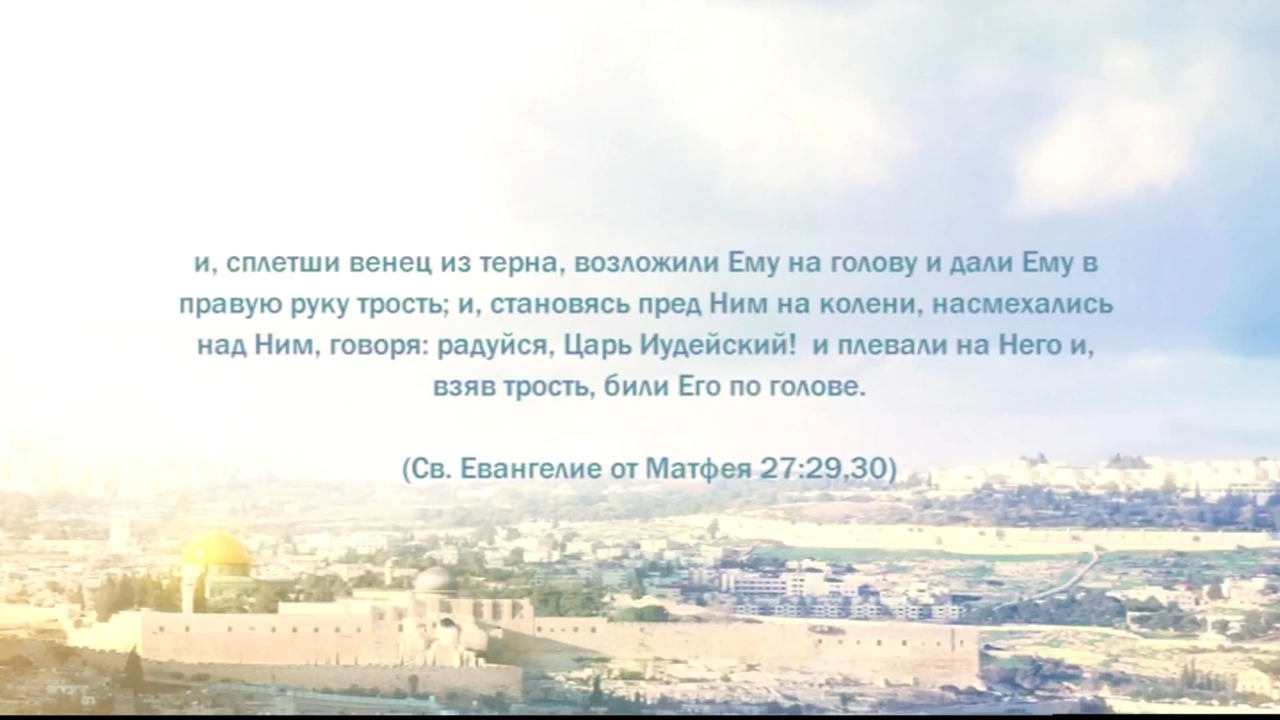 и, сплетши венец из терна, возложили Ему на голову и дали Ему в
правую руку трость; и, становясь пред Ним на колени, насмехались
над Ним, говоря: радуйся, Царь Иудейский!  и плевали на Него и,
взяв трость, били Его по голове.
(Св. Евангелие от Матфея 27:29,30)